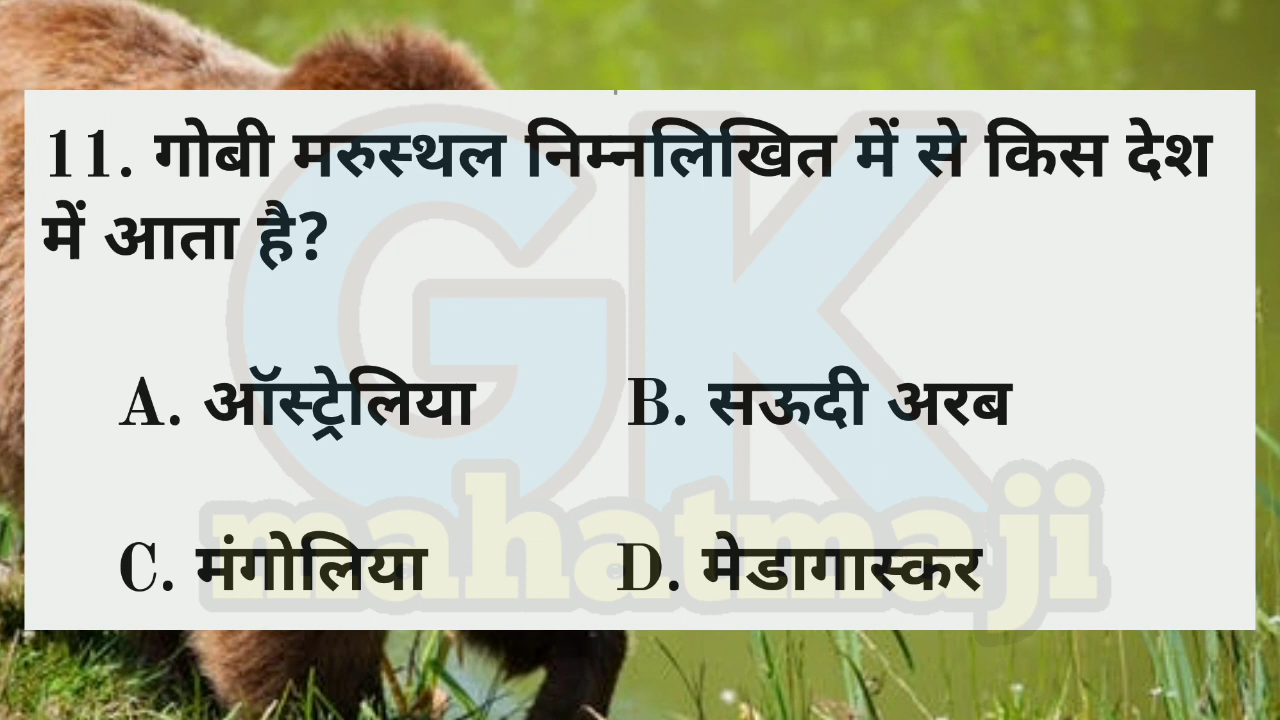 11. गोबी मरुस्थल निम्नलिखित में से किस देश
में आता है?
A. ऑस्ट्रेलिया B. सऊदी अरब
C. मंगोलिया D. मेडागास्कर
GK
mahatmaji